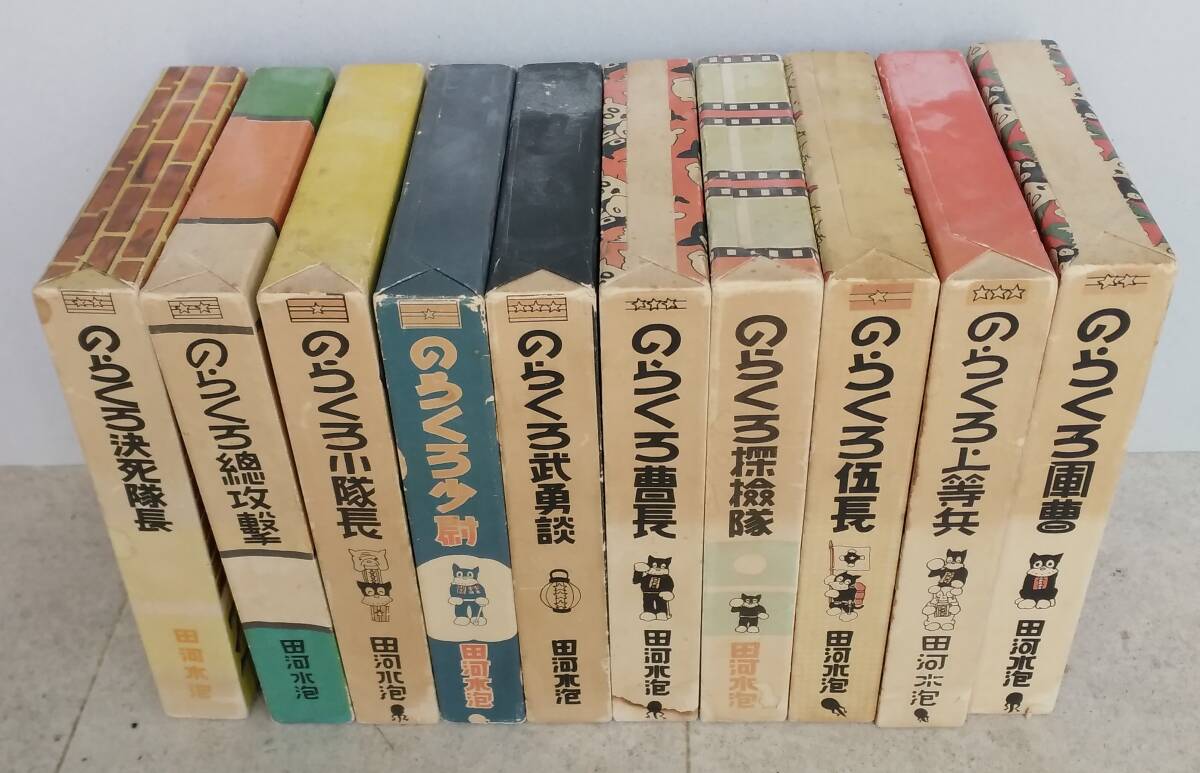 のらくろ決死隊長
田河水泡
のらくろ總攻撃
田河水泡
のらくろ小隊長
田河水泡
のらくろ少尉
田河水泡
のらくろ武勇談
田河水泡
のらくろ曹長
田河水泡
のらくろ探檢隊
田河水泡
のらくろ伍長
田河水泡
のらくろ上等兵
田河水泡
のらくろ軍曹
田河水泡